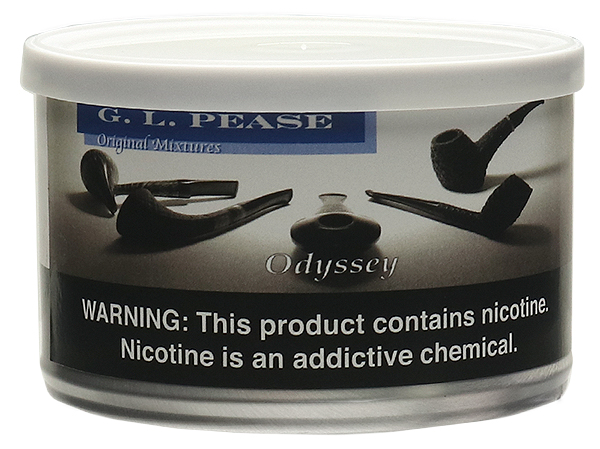 G. L. PEASE
Original Mixtures
Odyssey
WARNING: This product contains nicotine.
Nicotine is an addictive chemical.